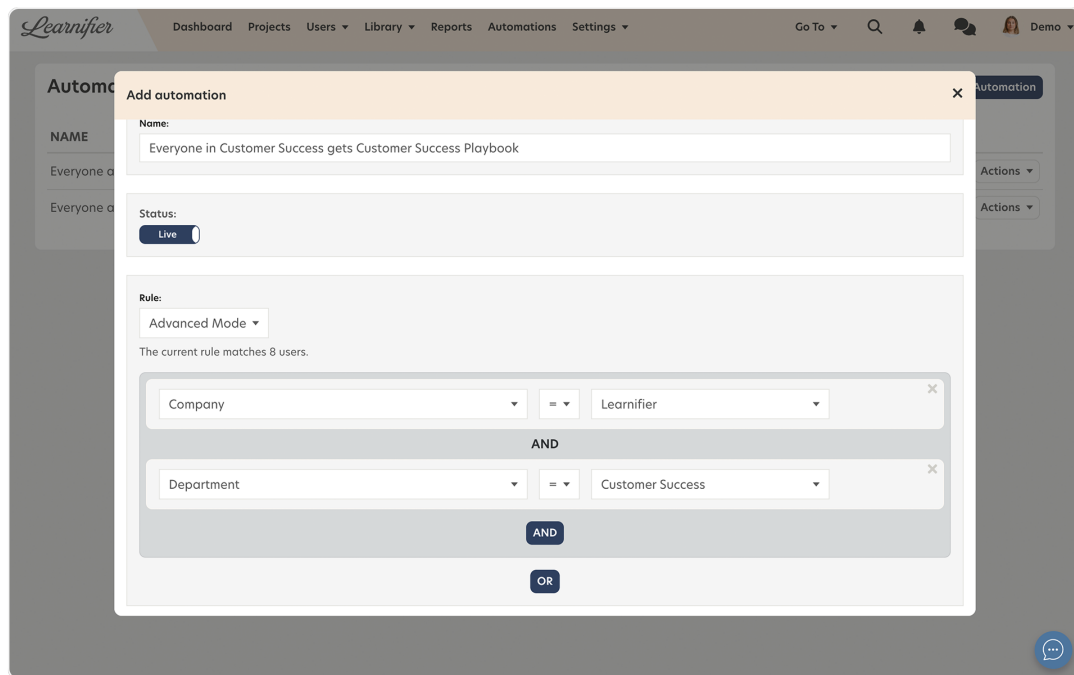 Learnifier Dashboard Projects Users Library Reports Automations Settings Go To Demo
Automa
Automation
Add automation
NAME
Name:
Everyone in Customer Success gets Customer Success Playbook
Everyone a
Actions
Everyone a
Actions
Status:
Live
Rule:
Advanced Mode
The current rule matches 8 users.
Company = Learnifier
AND
Department = Customer Success
AND
OR